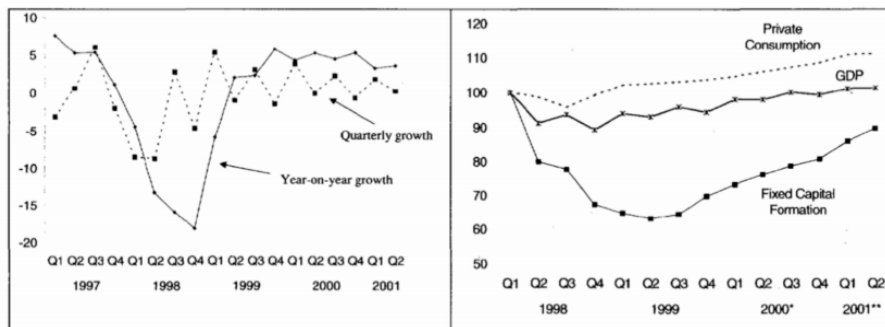 10
5
0
-5
-10
-15
-20
Quarterly growth
Year-on-year growth
Q1 Q2 Q3 Q4 Q1 Q2 Q3 Q4 Q1 Q2 Q3 Q4 Q1 Q2 Q3 Q4 Q1 Q2
1997 1998 1999 2000 2001
120
110
100
90
80
70
60
50
Private
Consumption
GDP
Fixed Capital
Formation
Q1 Q2 Q3 Q4 Q1 Q2 Q3 Q4 Q1 Q2 Q3 Q4 Q1 Q2
1998 1999 2000* 2001**